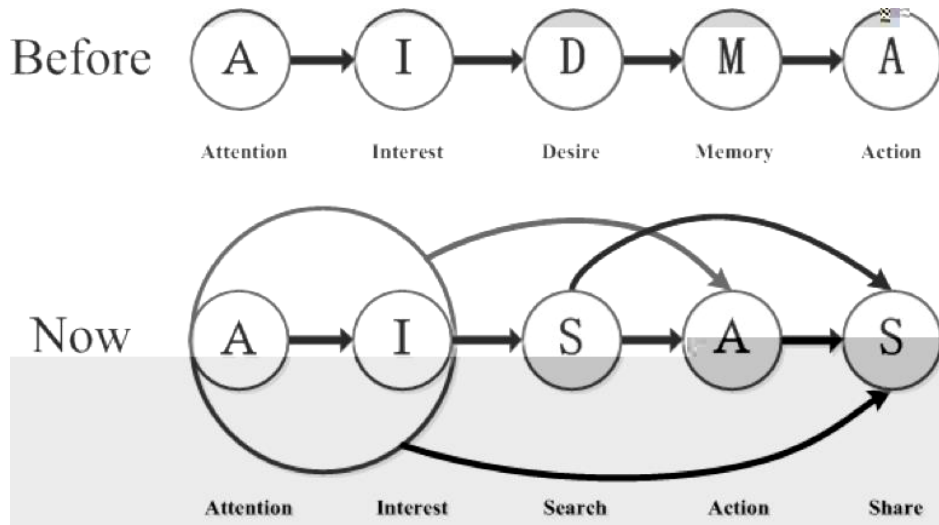 Before A I D M A
Attention Interest Desire Memory Action
Now A I S A S
Attention Interest Search Action Share